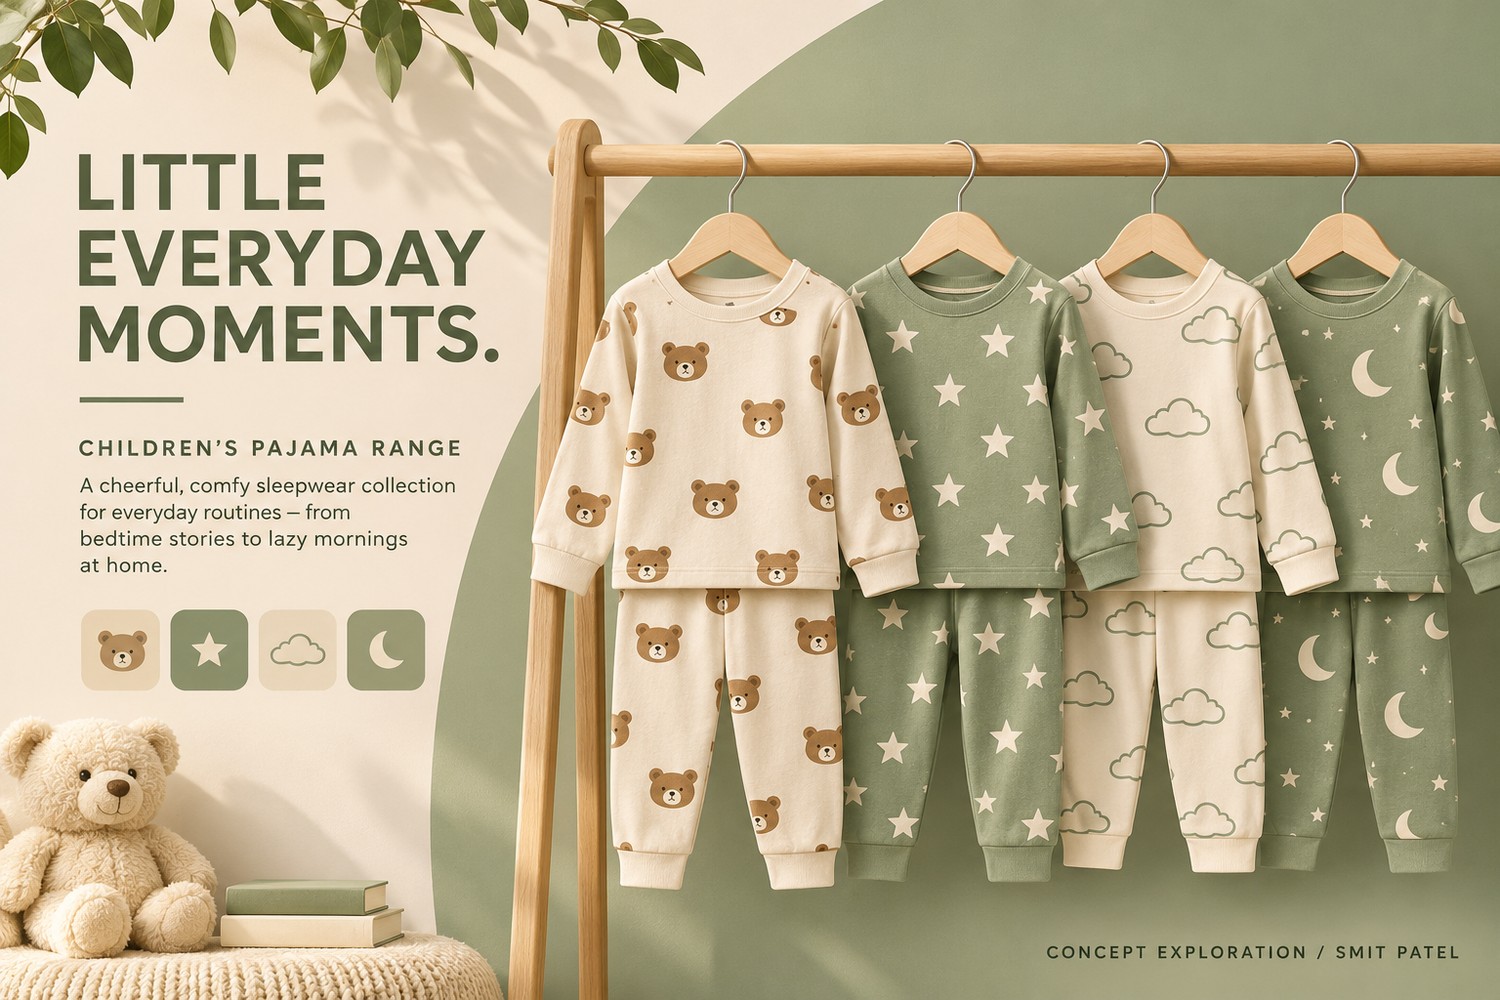 LITTLE
EVERYDAY
MOMENTS.
CHILDREN'S PAJAMA RANGE
A cheerful, comfy sleepwear collection
for everyday routines – from
bedtime stories to lazy mornings
at home.
CONCEPT EXPLORATION / SMIT PATEL